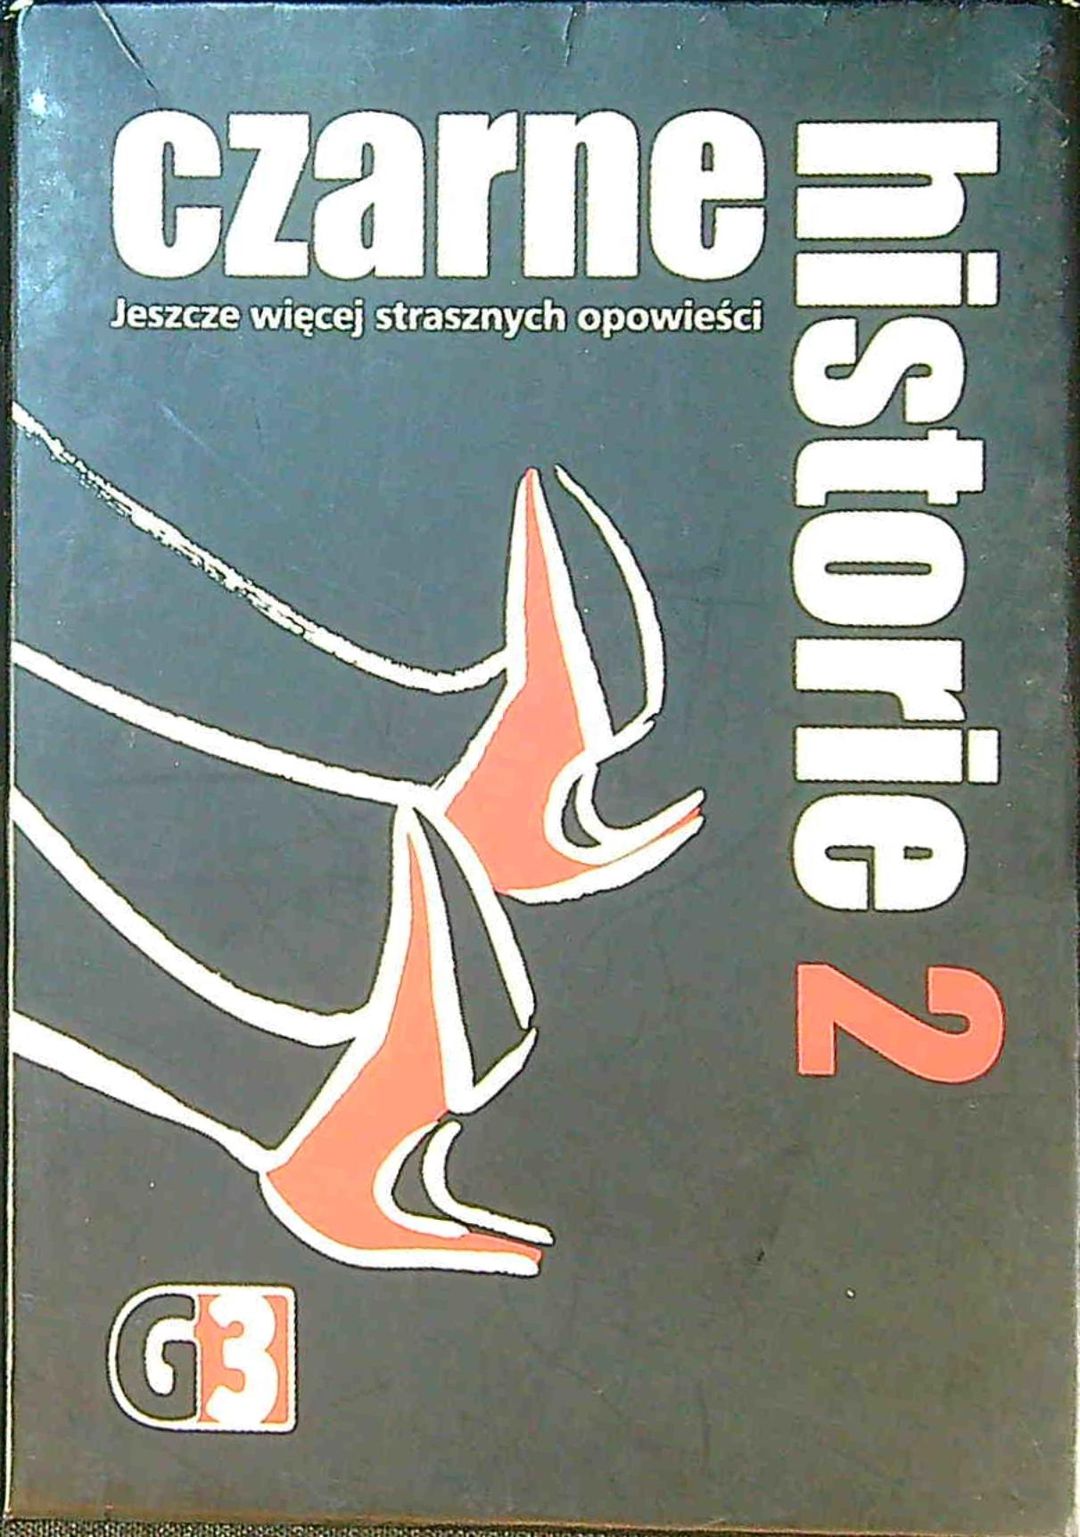 czarne
historie 2
Jeszcze więcej strasznych opowieści
G3